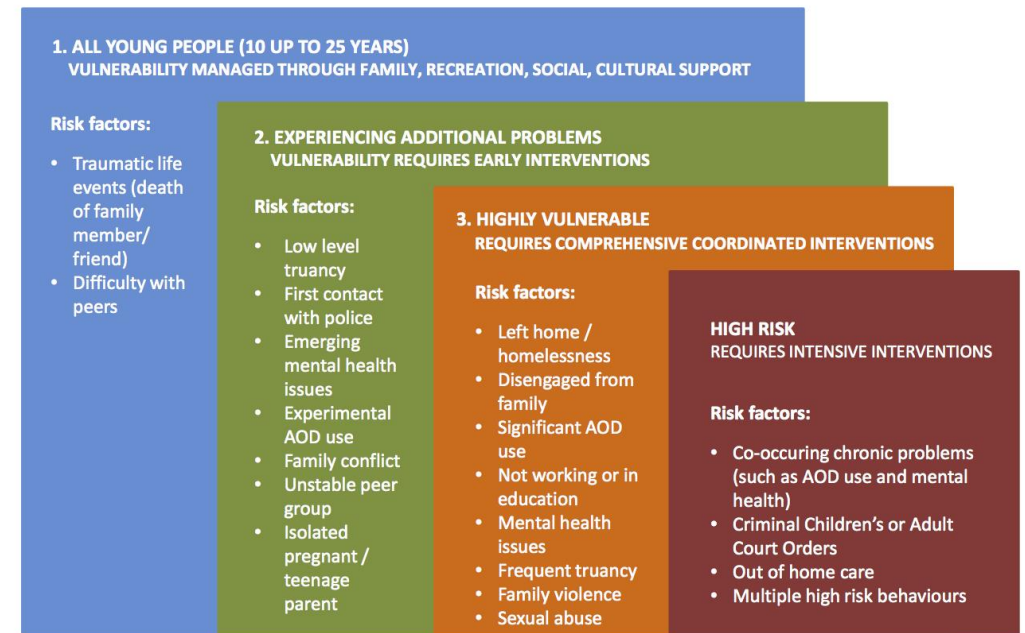 1. ALL YOUNG PEOPLE (10 UP TO 25 YEARS)
VULNERABILITY MANAGED THROUGH FAMILY, RECREATION, SOCIAL, CULTURAL SUPPORT
Risk factors:
• Traumatic life
events (death
of family
member/
friend)
• Difficulty with
peers
2. EXPERIENCING ADDITIONAL PROBLEMS
VULNERABILITY REQUIRES EARLY INTERVENTIONS
Risk factors:
• Low level
truancy
• First contact
with police
• Emerging
mental health
issues
• Experimental
AOD use
• Family conflict
• Unstable peer
group
• Isolated
pregnant /
teenage
parent
3. HIGHLY VULNERABLE
REQUIRES COMPREHENSIVE COORDINATED INTERVENTIONS
Risk factors:
• Left home /
homelessness
• Disengaged from
family
• Significant AOD
use
• Not working or in
education
• Mental health
issues
• Frequent truancy
• Family violence
• Sexual abuse
HIGH RISK
REQUIRES INTENSIVE INTERVENTIONS
Risk factors:
• Co-occuring chronic problems
(such as AOD use and mental
health)
• Criminal Children's or Adult
Court Orders
• Out of home care
• Multiple high risk behaviours